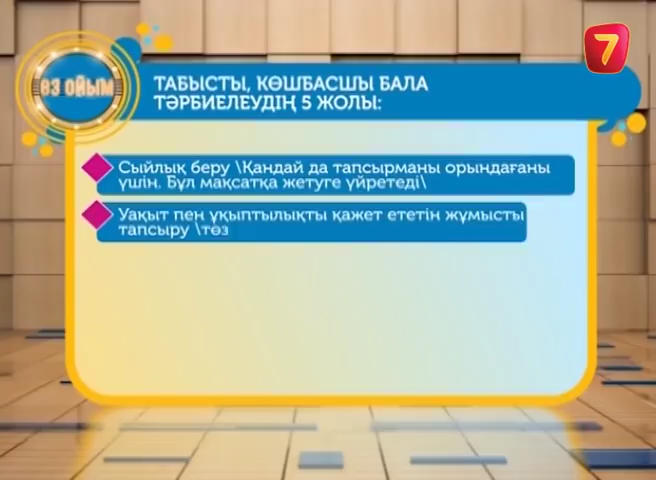 7
ӨЗ ОЙЫМ
ТАБЫСТЫ, КӨШБАСШЫ БАЛА
ТӘРБИЕЛЕУДІҢ 5 ЖОЛЫ:
Сыйлық беру \Қандай да тапсырманы орындағаны
үшін. Бұл мақсатқа жетуге үйретеді\
Уақыт пен ұқыптылықты қажет ететін жұмысты
тапсыру \төз